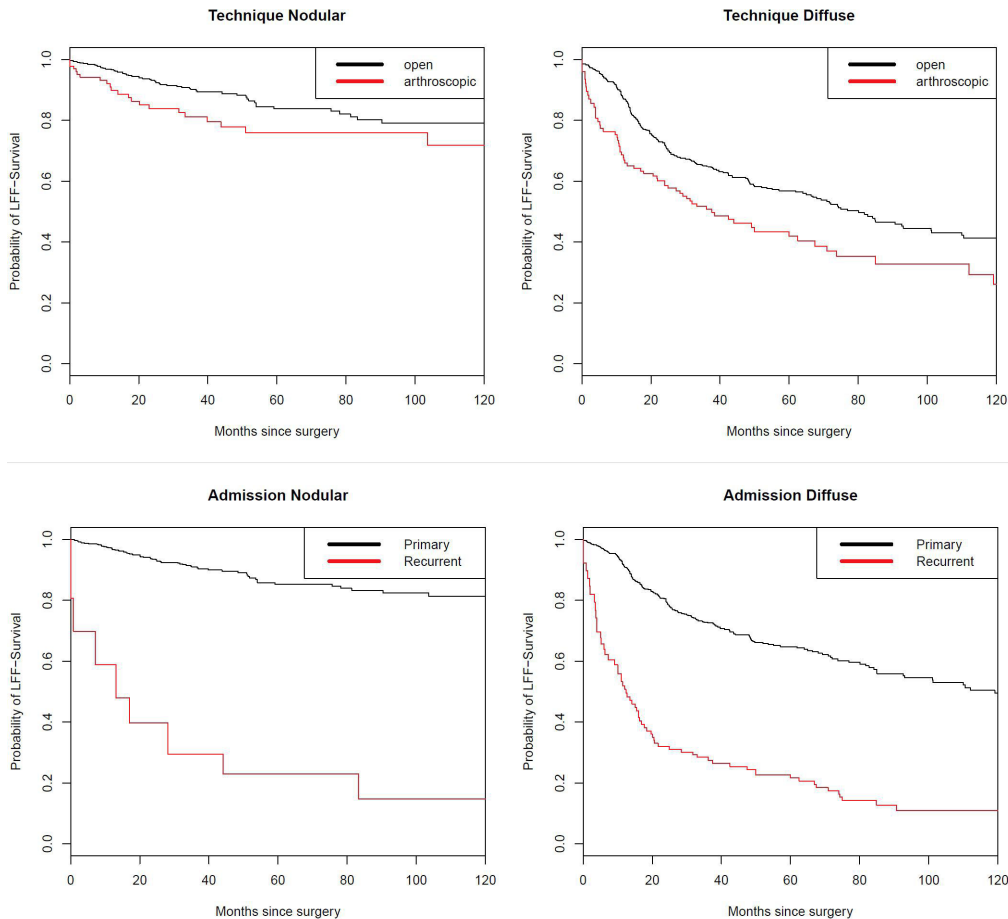 Technique Nodular
Probability of LFF−Survival
1.0
0.8
0.6
0.4
0.2
0.0
open
arthroscopic
0 20 40 60 80 100 120
Months since surgery
Technique Diffuse
Probability of LFF−Survival
1.0
0.8
0.6
0.4
0.2
0.0
open
arthroscopic
0 20 40 60 80 100 120
Months since surgery
Admission Nodular
Probability of LFF−Survival
1.0
0.8
0.6
0.4
0.2
0.0
Primary
Recurrent
0 20 40 60 80 100 120
Months since surgery
Admission Diffuse
Probability of LFF−Survival
1.0
0.8
0.6
0.4
0.2
0.0
Primary
Recurrent
0 20 40 60 80 100 120
Months since surgery